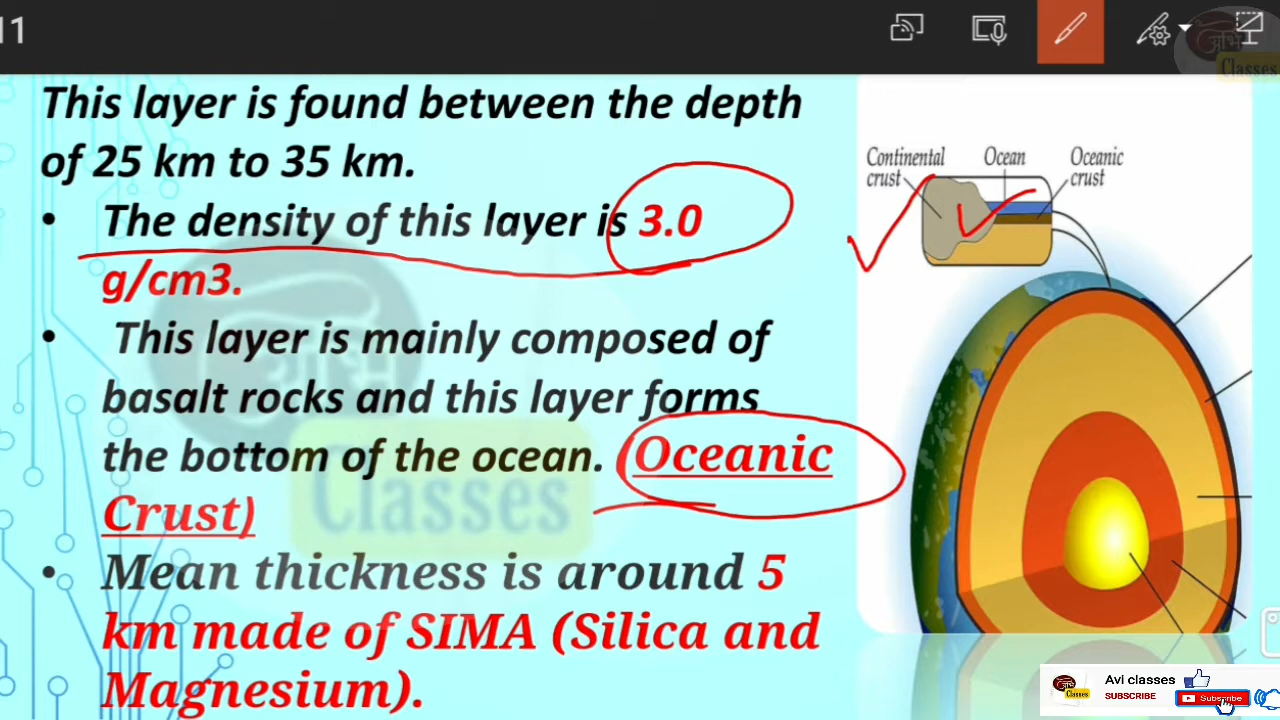 11
This layer is found between the depth
of 25 km to 35 km.
• The density of this layer is 3.0
g/cm3.
• This layer is mainly composed of
basalt rocks and this layer forms
the bottom of the ocean. (Oceanic
Crust)
• Mean thickness is around 5
km made of SIMA (Silica and
Magnesium).
Continental
crust
Ocean
Oceanic
crust
अभि
Classes
Classes
Avi classes
SUBSCRIBE
Subscribe